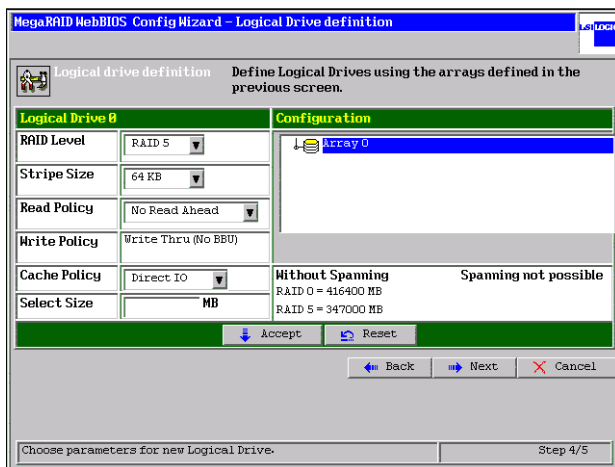 MegaRAID WebBIOS Config Wizard - Logical Drive definition
LSI LOGIC
Logical drive definition
Define Logical Drives using the arrays defined in the
previous screen.
Logical Drive 0
Configuration
RAID Level
RAID 5
Array 0
Stripe Size
64 KB
Read Policy
No Read Ahead
Write Policy
Write Thru (No BBU)
Cache Policy
Direct IO
Select Size
MB
Without Spanning
Spanning not possible
RAID 0 = 416400 MB
RAID 5 = 347000 MB
Accept
Reset
Back
Next
Cancel
Choose parameters for new Logical Drive.
Step 4/5